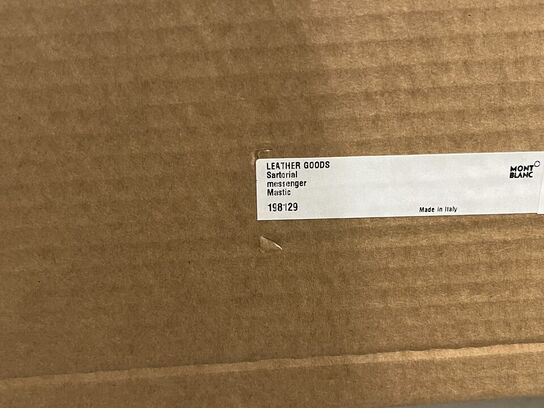 LEATHER GOODS
Sartorial
messenger
Mastic
198129
MONT
BLANC
Made in Italy